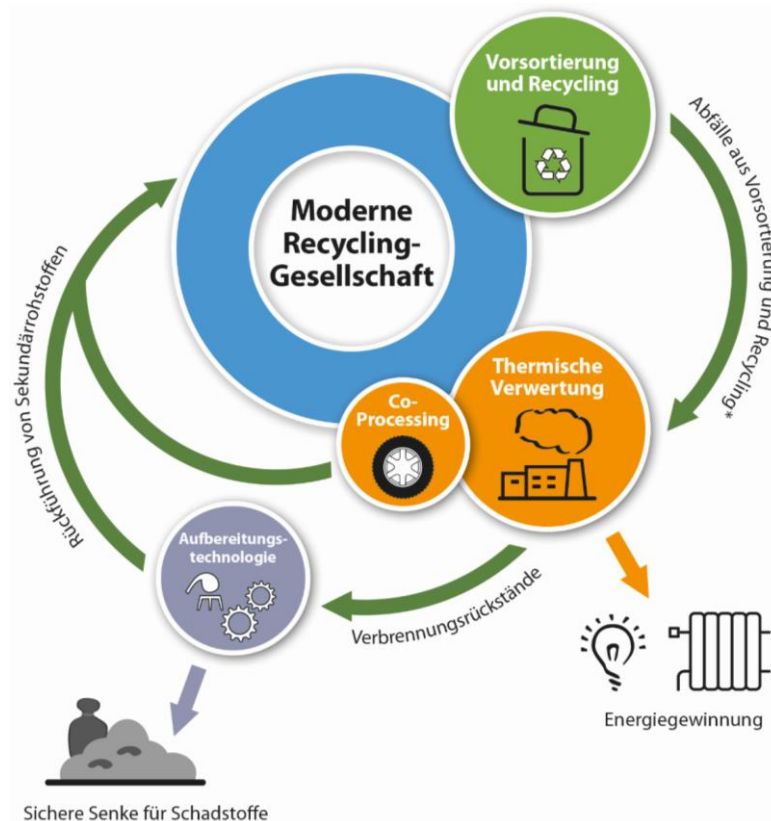 Vorsortierung
und Recycling
Abfälle aus Vorsortierung und Recycling*
Moderne
Recycling-
Gesellschaft
Thermische
Verwertung
Co-
Processing
Rückführung von Sekundärrohstoffen
Aufbereitungs-
technologie
Verbrennungsrückstände
Energiegewinnung
Sichere Senke für Schadstoffe